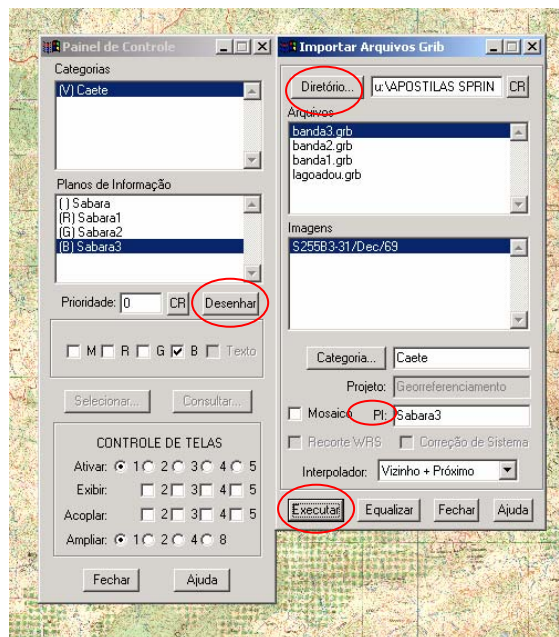 Painel de Controle
Categorias
(V) Caete
Planos de Informação
( ) Sabara
(R) Sabara1
(G) Sabara2
(B) Sabara3
Prioridade: 0 CR Desenhar
M R G B Texto
Selecionar... Consultar...
CONTROLE DE TELAS
Ativar: 1 2 3 4 5
Exibir: 2 3 4 5
Acoplar: 2 3 4 5
Ampliar: 1 2 4 8
Fechar Ajuda
Importar Arquivos Grib
Diretório... u:\APOSTILAS SPRIN CR
Arquivos
banda3.grb
banda2.grb
banda1.grb
lagoadou.grb
Imagens
S255B3-31/Dec/69
Categoria... Caete
Projeto: Georreferenciamento
Mosaico PI: Sabara3
Recorte WRS Correção de Sistema
Interpolador: Vizinho + Próximo
Executar Equalizar Fechar Ajuda